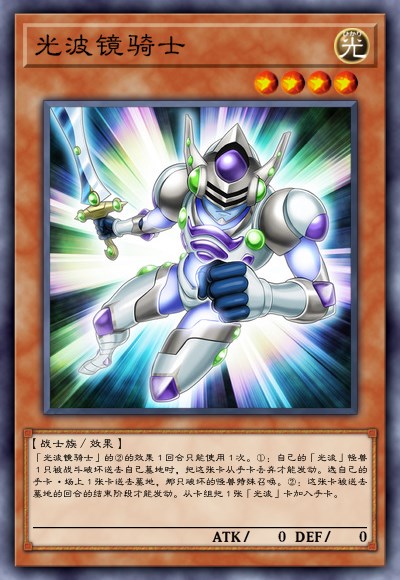 光波镜骑士
光
ひかり
【战士族／效果】
「光波镜骑士」的②的效果1回合只能使用1次。①：自己的「光波」怪兽
1只被战斗破坏送去自己墓地时，把这张卡从手卡丢弃才能发动。选自己的
手卡·场上1张卡送去墓地，那只破坏的怪兽特殊召唤。②：这张卡被送去
墓地的回合的结束阶段才能发动。从卡组把1张「光波」卡加入手卡。
ATK/ 0 DEF/ 0